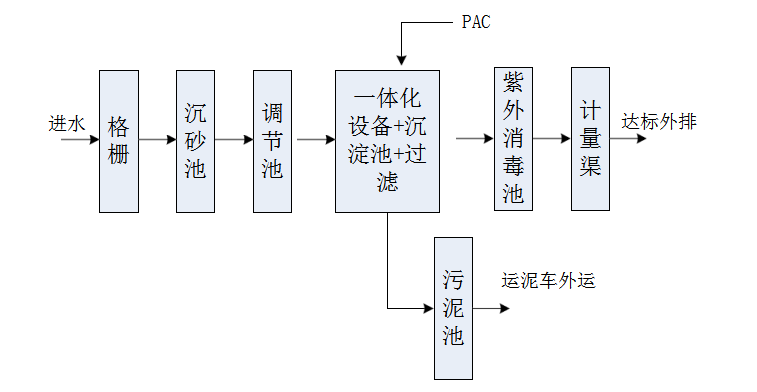 PAC
进水
格
栅
沉
砂
池
调
节
池
一体化
设备+沉
淀池+过
滤
紫
外
消
毒
池
计
量
渠
达标外排
污
泥
池
运泥车外运